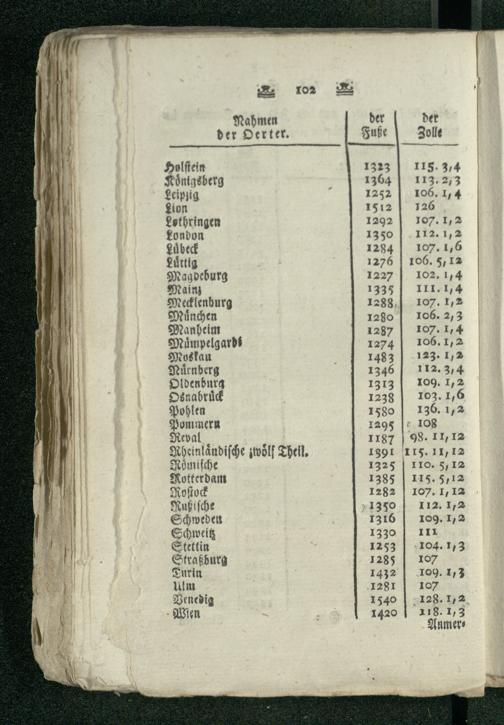 102
Nahmen der Fuße der Zolle
der Oerter.
Holstein 1323 115. 3,4
Königsberg 1364 113. 2,3
Leipzig 1252 106. 1,4
Lion 1512 126
Lothringen 1292 107. 1,2
London 1350 112. 1,2
Lübeck 1284 107. 1,6
Lüttig 1276 106. 5,12
Magdeburg 1227 102. 1,4
Mainz 1335 111. 1,4
Mecklenburg 1288 107. 1,2
München 1280 106. 2,3
Manheim 1287 107. 1,4
Mümpelgards 1274 106. 1,2
Moskau 1483 123. 1,2
Nürnberg 1346 112. 3,4
Oldenburg 1313 109. 1,2
Osnabrück 1238 103. 1,6
Pohlen 1580 136. 1,2
Pommern 1295 108
Reval 1187 98. 11,12
Rheinländische zwölf Theil. 1391 115. 11,12
Römische 1325 110. 5,12
Rotterdam 1385 115. 5,12
Rostock 1282 107. 1,12
Rußische 1350 112. 1,2
Schweden 1316 109. 1,2
Schweitz 1330 111
Stettin 1253 104. 1,3
Straßburg 1285 107
Turin 1432 109. 1,3
Ulm 1281 107
Venedig 1540 128. 1,2
Wien 1420 118. 1,3
Anmer-